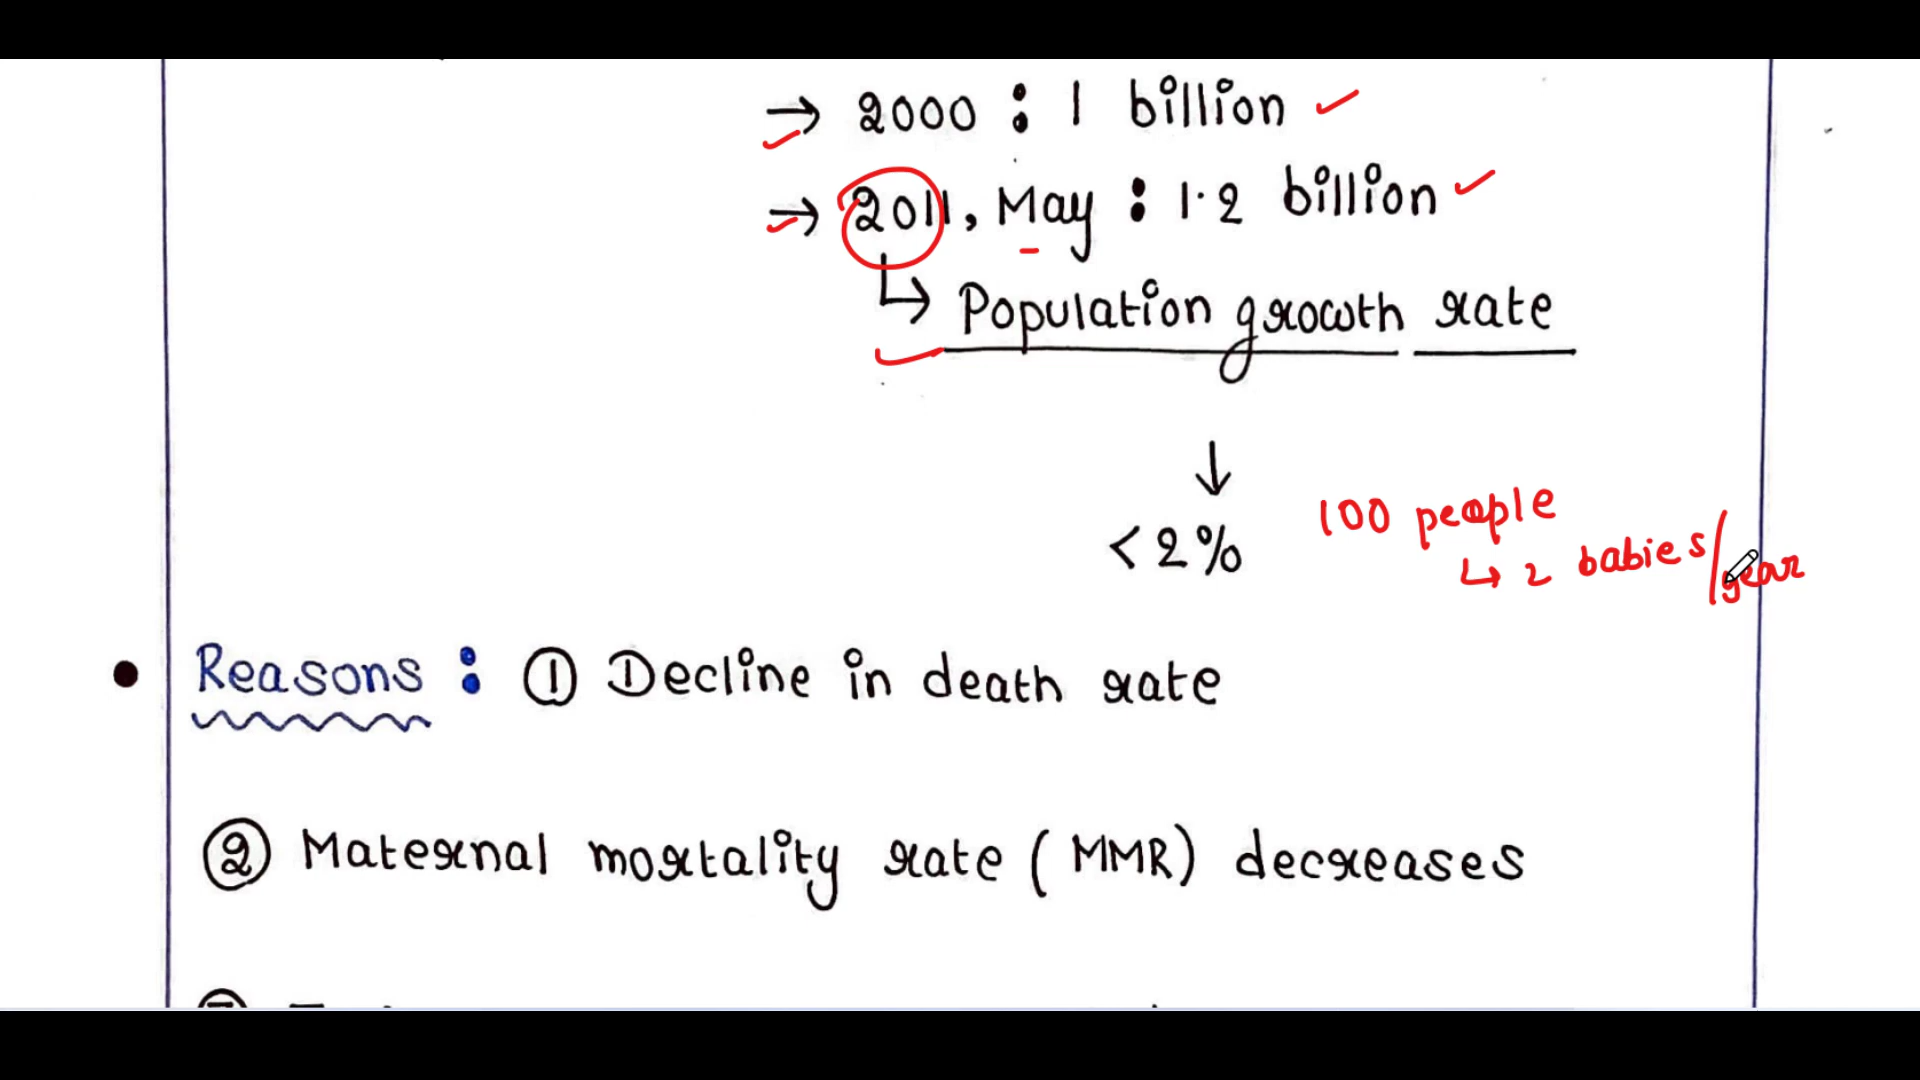 → 2000 : 1 billion ✓
→ 2011, May : 1.2 billion ✓
↳ Population growth rate
↓
< 2% 100 people
↳ 2 babies/year
• Reasons : ① Decline in death rate
② Maternal mortality rate (MMR) decreases